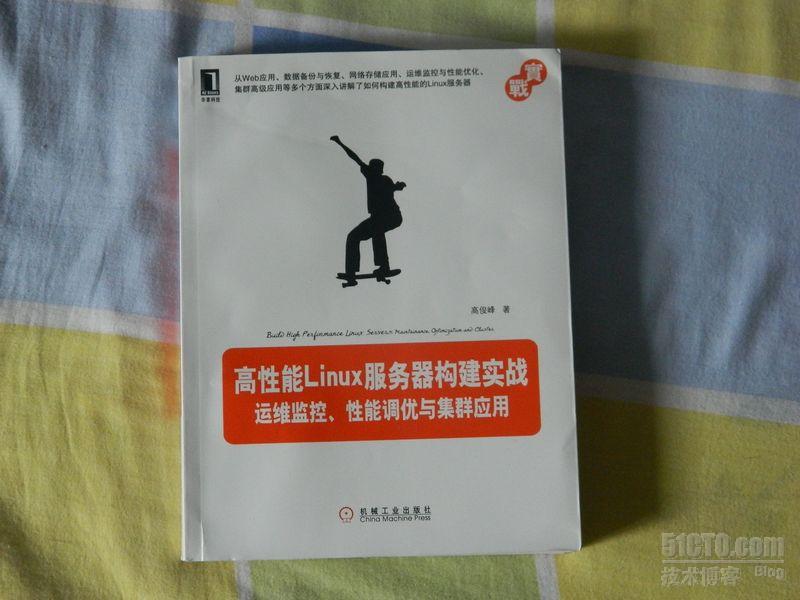 华章科技
从Web应用、数据备份与恢复、网络存储应用、运维监控与性能优化、
集群高级应用等多个方面深入讲解了如何构建高性能的Linux服务器
實
戰
高俊峰 著
Build High Performance Linux Servers: Maintenance, Optimization and Cluster
高性能Linux服务器构建实战
运维监控、性能调优与集群应用
机械工业出版社
China Machine Press
51CTO.com
技术博客 Blog